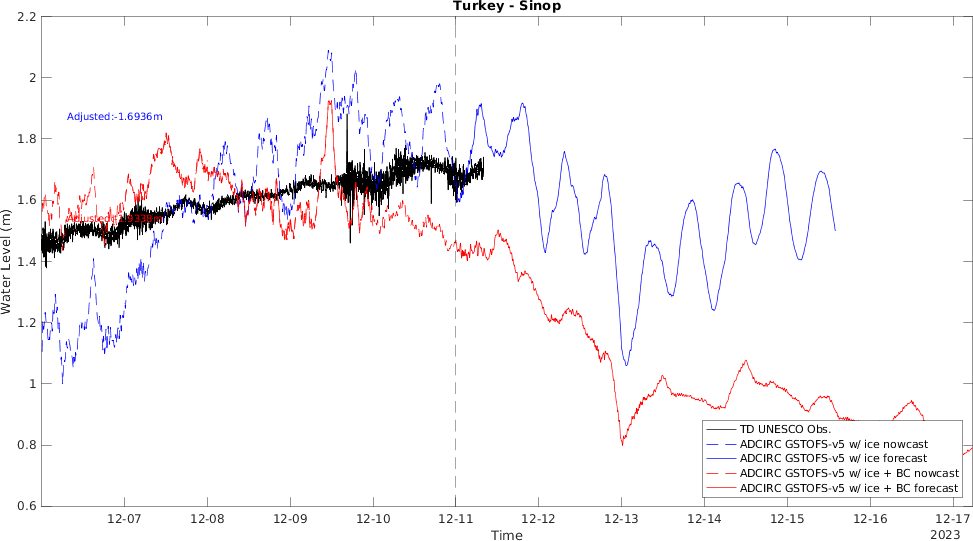 Turkey - Sinop
2.2
2
1.8
1.6
1.4
1.2
1
0.8
0.6
Water Level (m)
Adjusted:-1.6936m
12-07
12-08
12-09
12-10
12-11
12-12
12-13
12-14
12-15
12-16
12-17
Time
2023
TD UNESCO Obs.
ADCIRC GSTOFS-v5 w/ ice nowcast
ADCIRC GSTOFS-v5 w/ ice forecast
ADCIRC GSTOFS-v5 w/ ice + BC nowcast
ADCIRC GSTOFS-v5 w/ ice + BC forecast